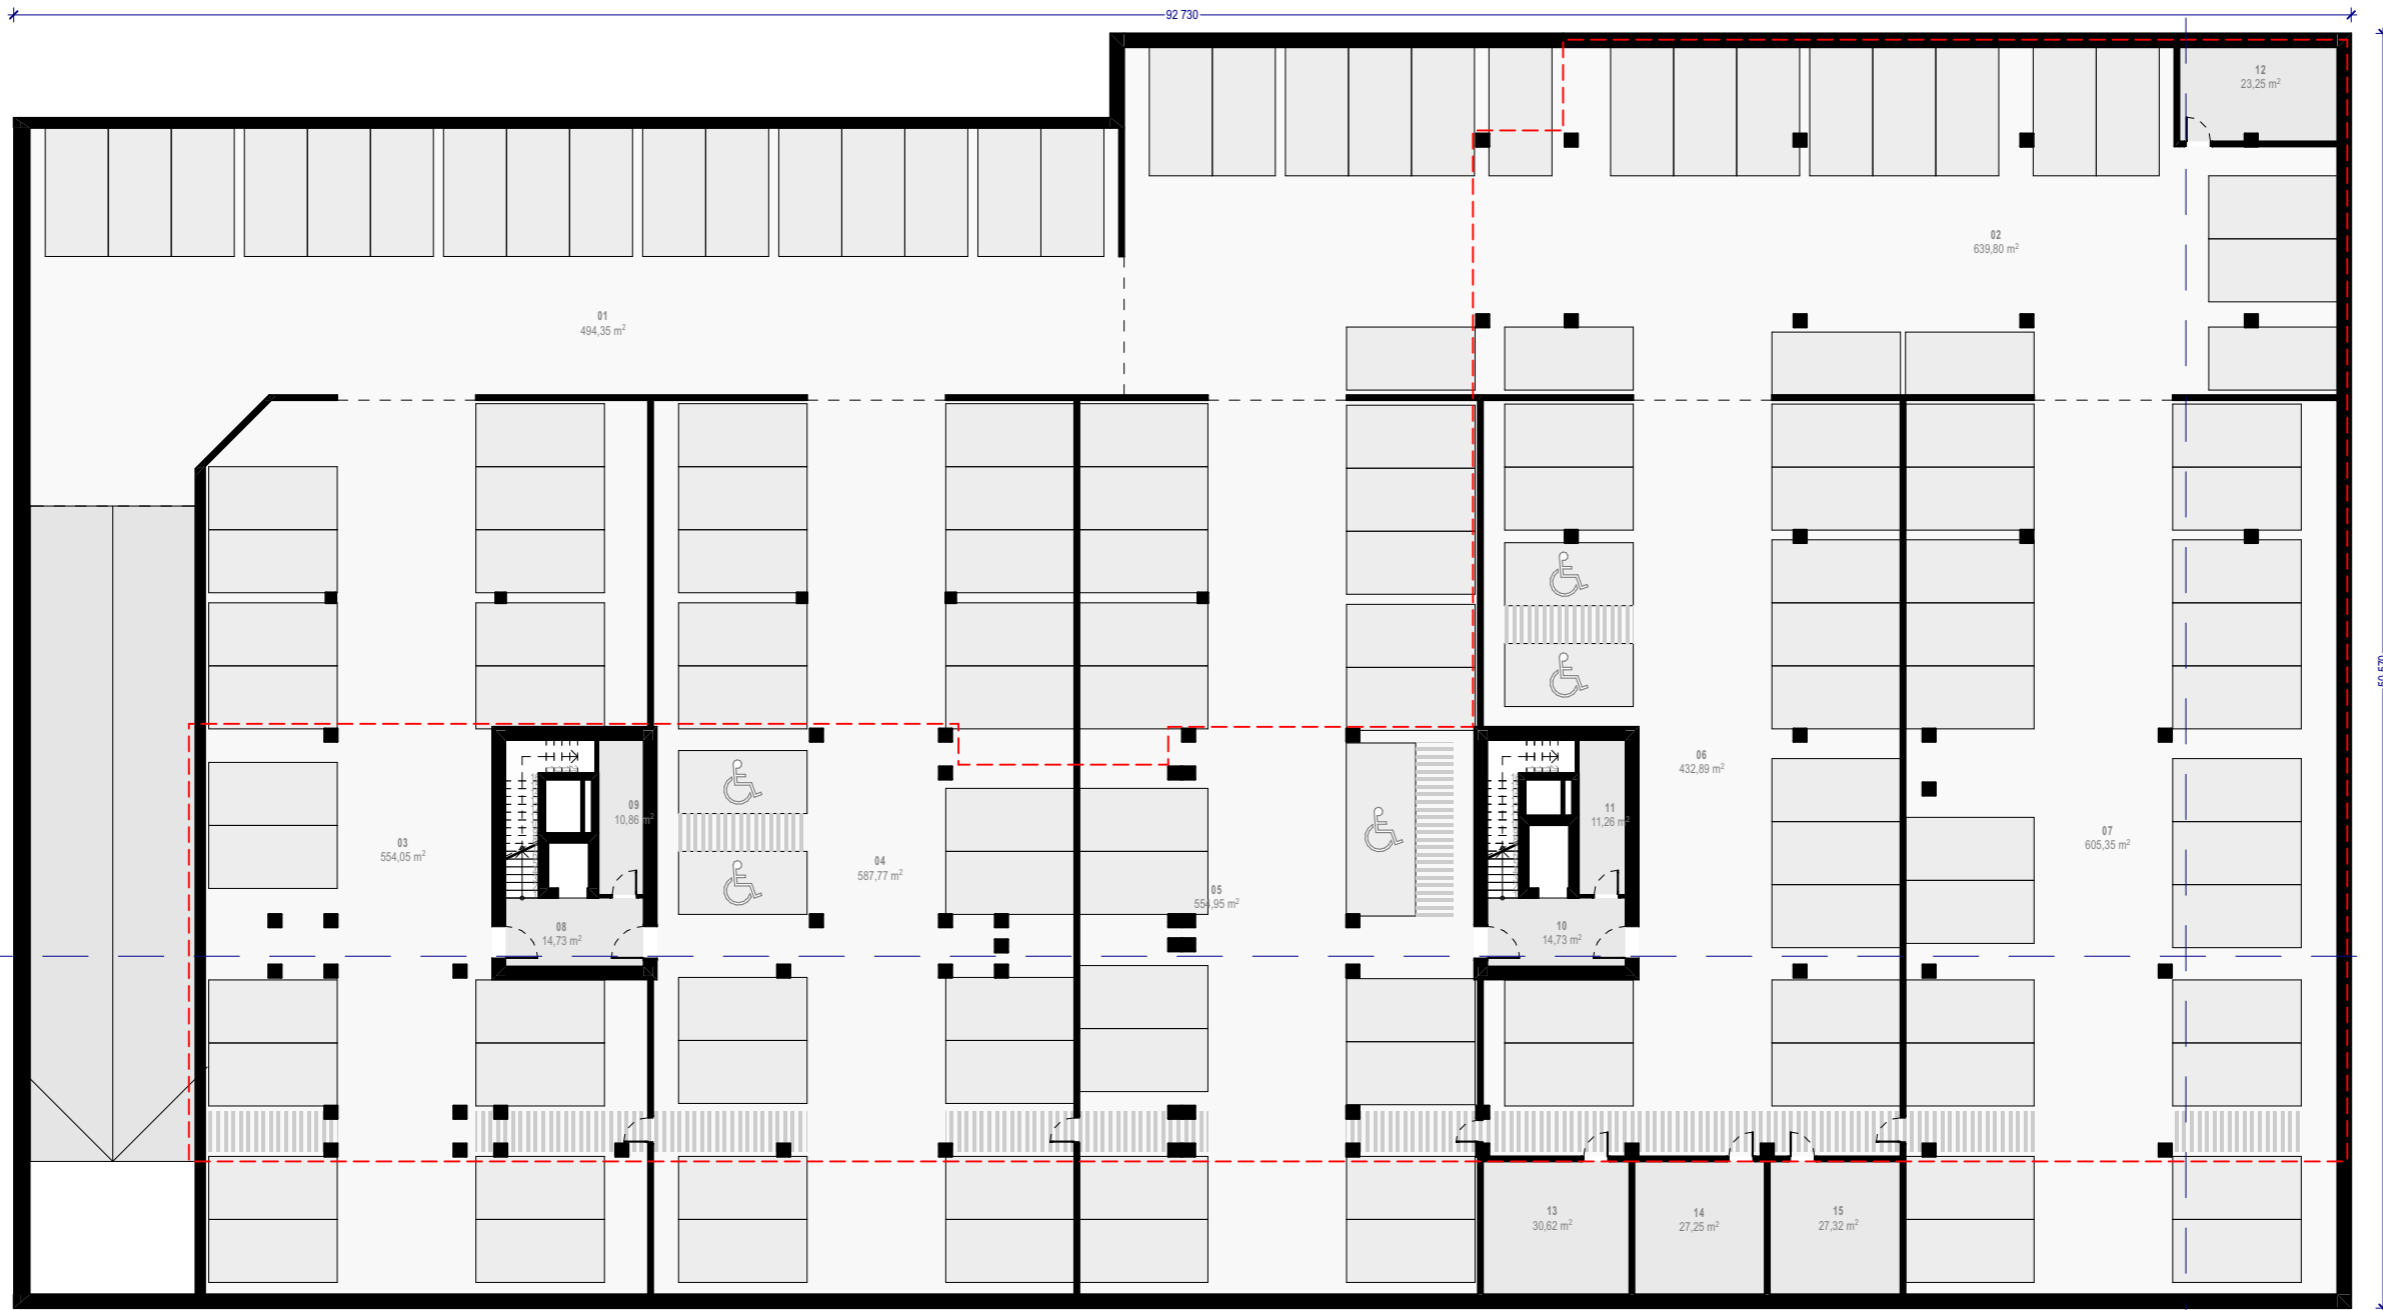 92 730
12
23,25 m²
02
639,80 m²
01
494,35 m²
06
432,89 m²
09
10,86 m²
11
11,26 m²
03
554,05 m²
07
605,35 m²
04
587,77 m²
05
554,95 m²
08
14,73 m²
10
14,73 m²
13
30,62 m²
14
27,25 m²
15
27,32 m²